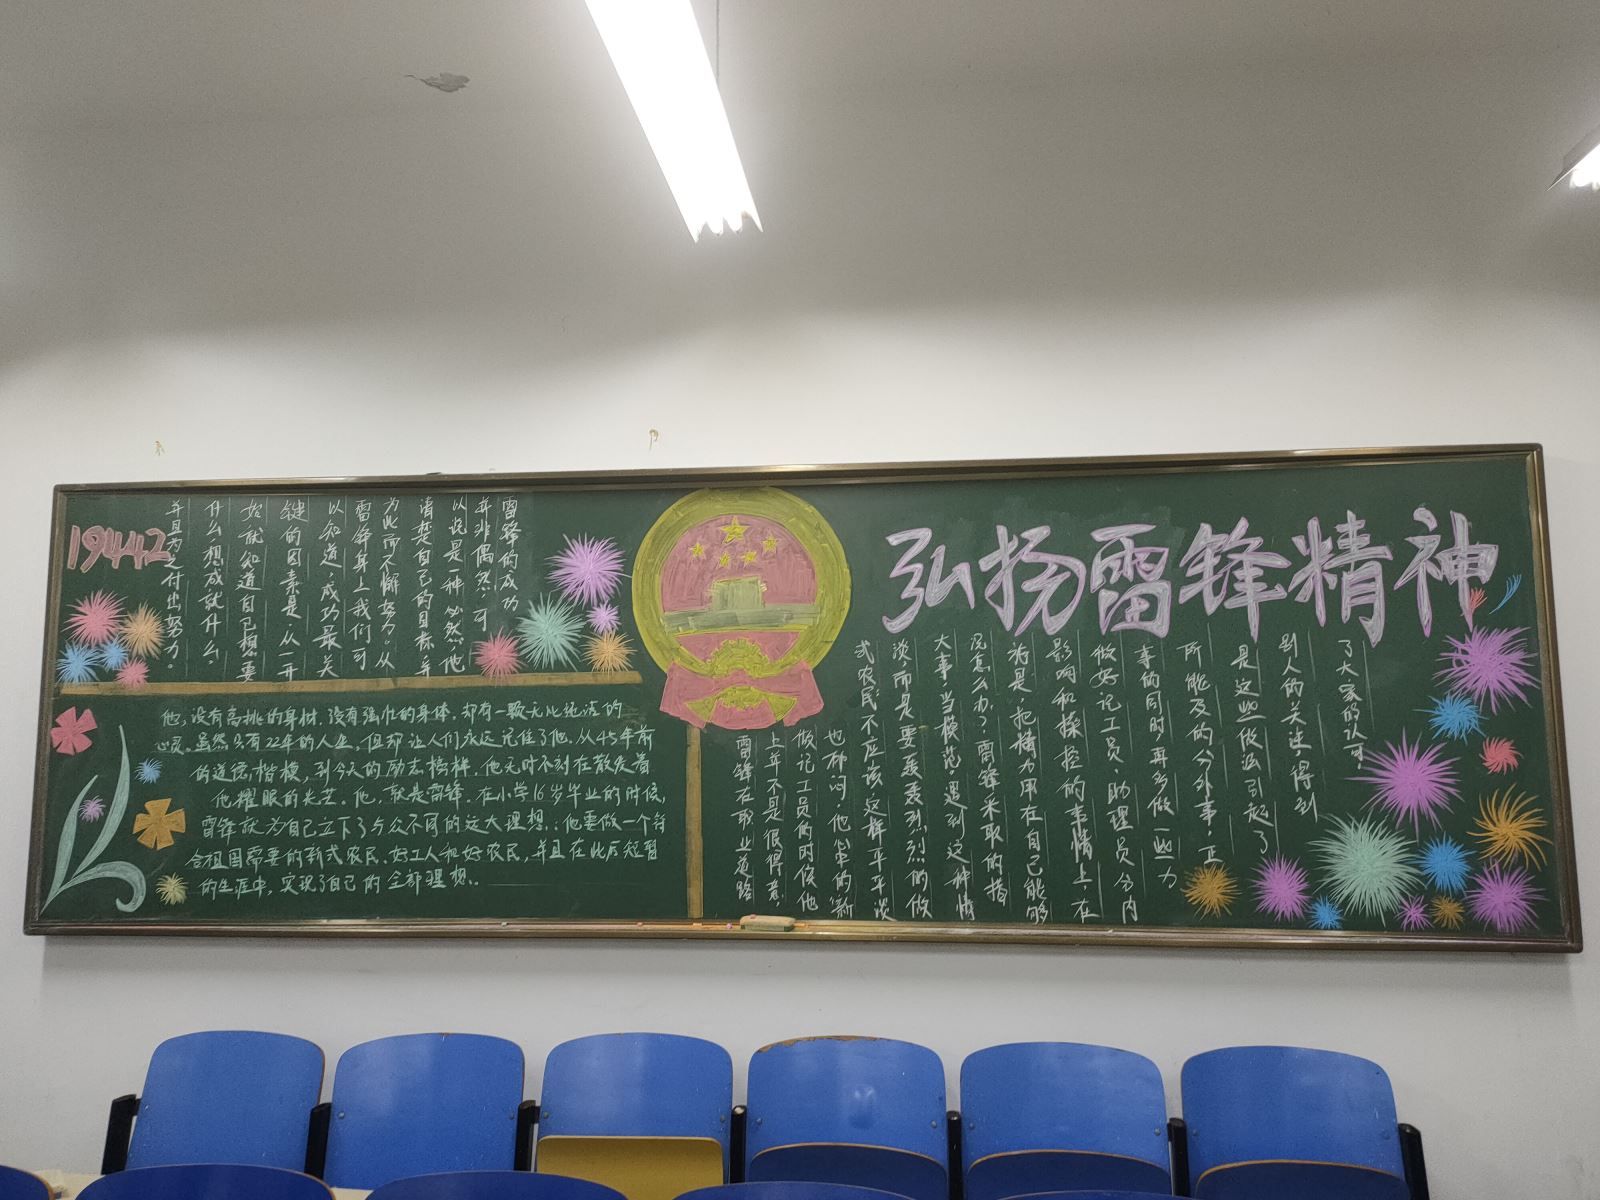 弘扬雷锋精神
19442
雷锋的成功
并非偶然.可
以说是一种必然.他
清楚自己的目标.并
为此而不懈努力.从
雷锋身上我们可
以知道,成功最关
键的因素是:从一开
始就知道自己想要
什么想成就什么。
并且为之付出努力。
他,没有高挑的身材.没有强壮的身体.却有一颗无比纯洁的
心灵.虽然只有22年的人生,但却让人们永远记住了他.从45年前
的道德楷模,到今天的励志榜样.他无时不刻在散发着
他耀眼的光芒.他,就是雷锋.在小学16岁毕业的时候,
雷锋就为自己立下了与众不同的远大理想:他要做一个符
合祖国需要的新式农民、好工人和好农民,并且在此后短暂
的生涯中,实现了自己的全部理想.
雷锋在职业道路
上并不是很得意,
做记工员的时候他
也郁闷.他心中的新
式农民不应该这样平平淡
淡,而是要轰轰烈烈的做
大事,当模范。遇到这种情
况怎么办?雷锋采取的措
施是:把精力用在自己能够
影响和操控的事情上.在
做好记工员,助理员分内
事的同时,再多做一些力
所能及的分外事,正
是这些做法引起了
别人的关注得到
了大家的认可.